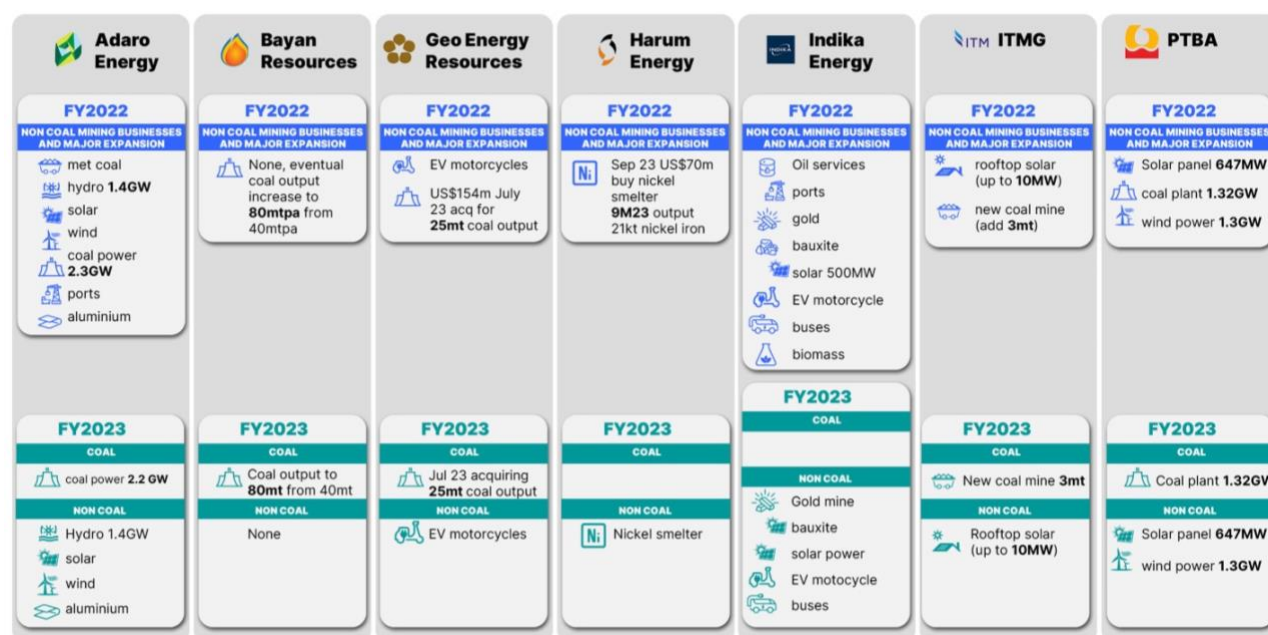 Adaro
Energy
FY2022
NON COAL MINING BUSINESSES
AND MAJOR EXPANSION
met coal
hydro 1.4GW
solar
wind
coal power
2.3GW
ports
aluminium
FY2023
COAL
coal power 2.2 GW
NON COAL
Hydro 1.4GW
solar
wind
aluminium
Bayan
Resources
FY2022
NON COAL MINING BUSINESSES
AND MAJOR EXPANSION
None, eventual
coal output
increase to
80mtpa from
40mtpa
FY2023
COAL
Coal output to
80mt from 40mt
NON COAL
None
Geo Energy
Resources
FY2022
NON COAL MINING BUSINESSES
AND MAJOR EXPANSION
EV motorcycles
US$154m July
23 acq for
25mt coal output
FY2023
COAL
Jul 23 acquiring
25mt coal output
NON COAL
EV motorcycles
Harum
Energy
FY2022
NON COAL MINING BUSINESSES
AND MAJOR EXPANSION
Ni
Sep 23 US$70m
buy nickel
smelter
9M23 output
21kt nickel iron
FY2023
COAL
NON COAL
Ni
Nickel smelter
INDIKA
Indika
Energy
FY2022
NON COAL MINING BUSINESSES
AND MAJOR EXPANSION
Oil services
ports
gold
bauxite
solar 500MW
EV motorcycle
buses
biomass
FY2023
COAL
NON COAL
Gold mine
bauxite
solar power
EV motocycle
buses
ITM ITMG
FY2022
NON COAL MINING BUSINESSES
AND MAJOR EXPANSION
rooftop solar
(up to 10MW)
new coal mine
(add 3mt)
FY2023
COAL
New coal mine 3mt
NON COAL
Rooftop solar
(up to 10MW)
PTBA
FY2022
NON COAL MINING BUSINESSES
AND MAJOR EXPANSION
Solar panel 647MW
coal plant 1.32GW
wind power 1.3GW
FY2023
COAL
Coal plant 1.32GW
NON COAL
Solar panel 647MW
wind power 1.3GW